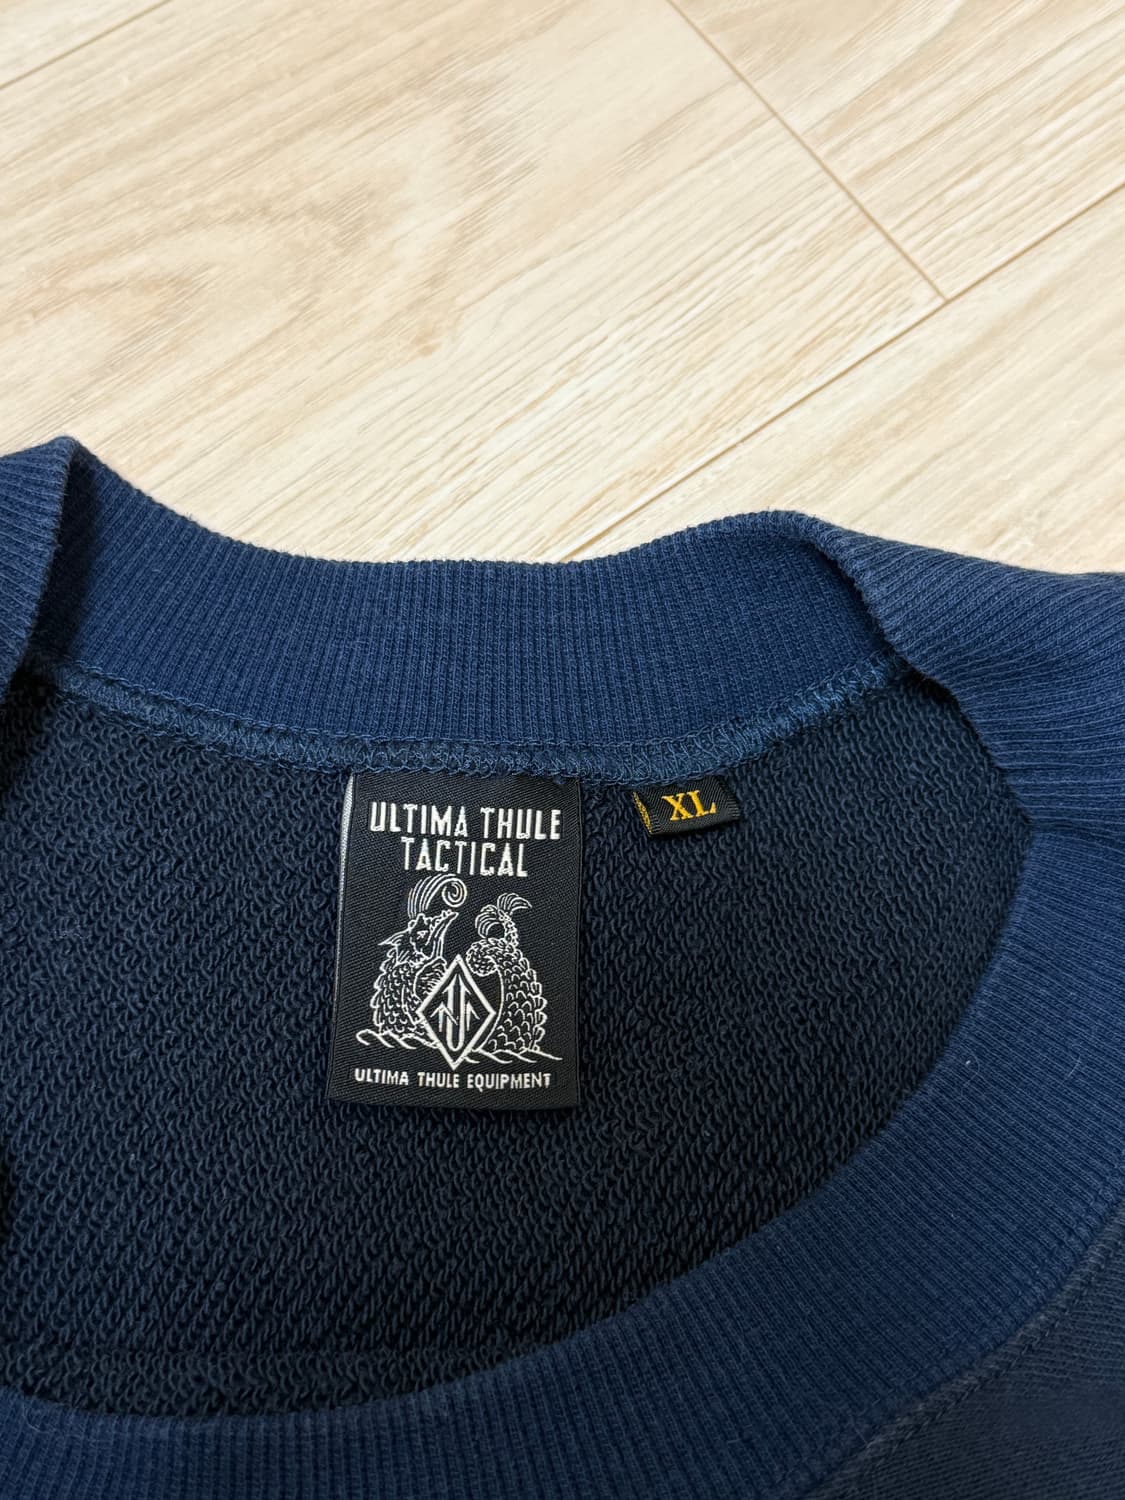 ULTIMA THULE
TACTICAL
ULTIMA THULE EQUIPMENT
XL